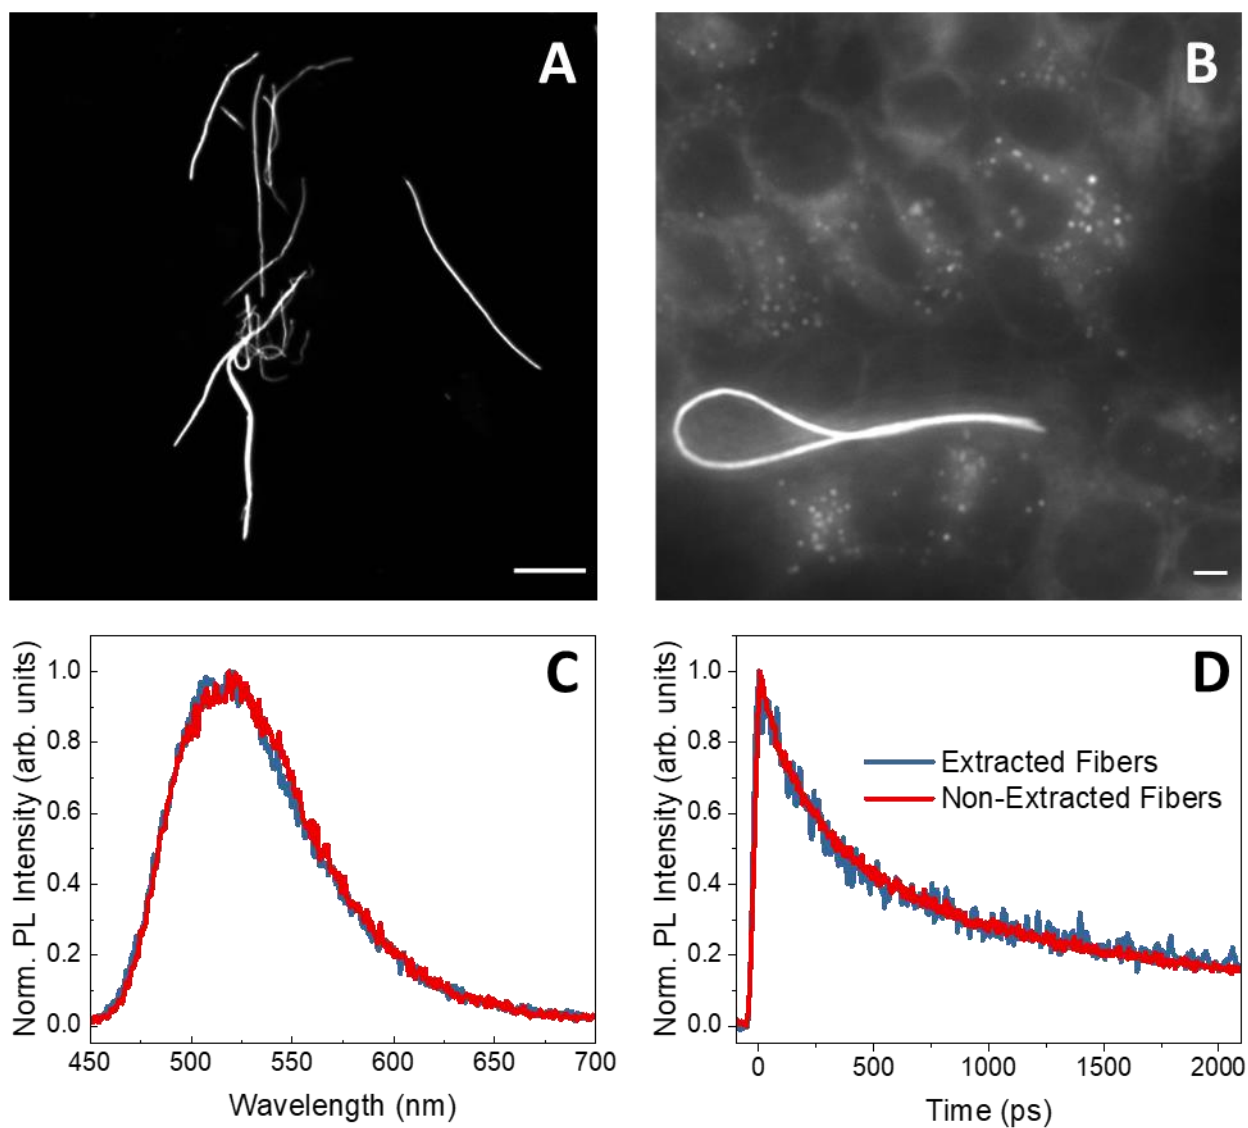 A
B
C
Norm. PL Intensity (arb. units)
1.0
0.8
0.6
0.4
0.2
0.0
450
500
550
600
650
700
Wavelength (nm)
D
Norm. PL Intensity (arb. units)
1.0
0.8
0.6
0.4
0.2
0.0
Extracted Fibers
Non-Extracted Fibers
0
500
1000
1500
2000
Time (ps)